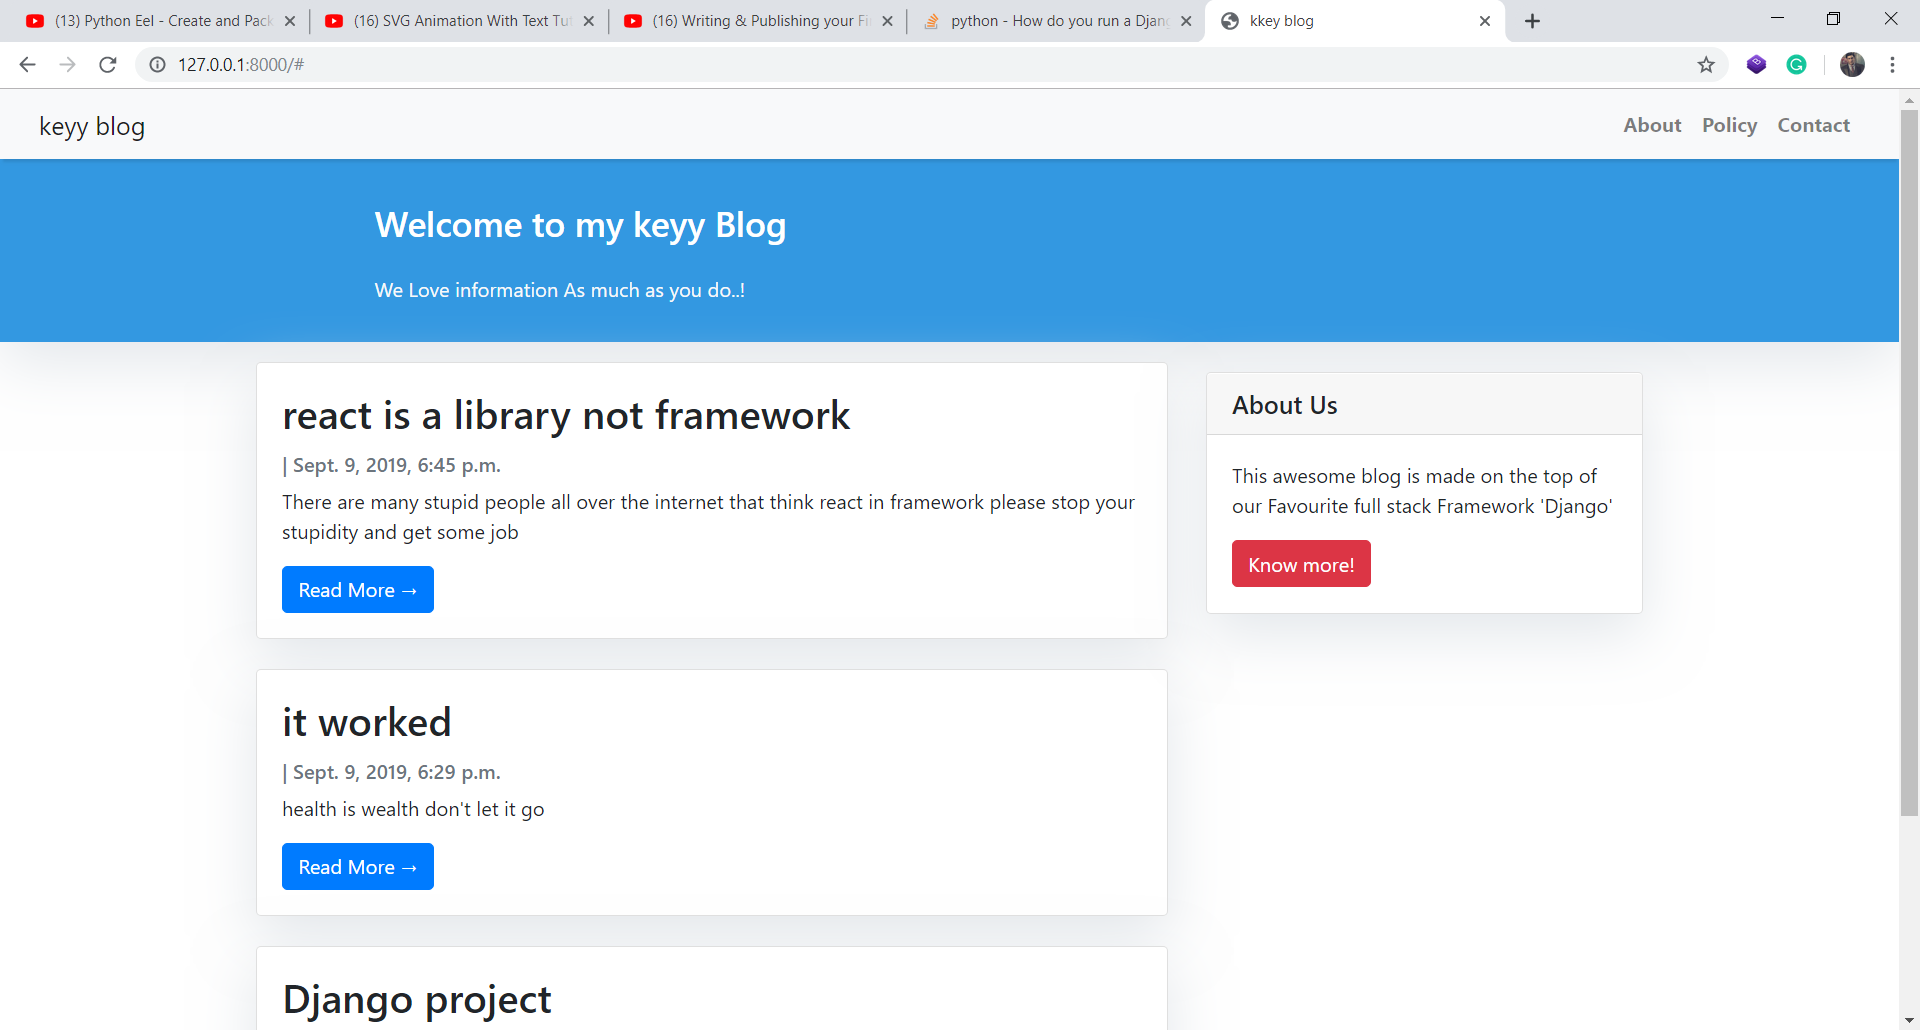 (13) Python Eel - Create and Pack
(16) SVG Animation With Text Tut
(16) Writing & Publishing your Fi
python - How do you run a Djang
kkey blog
127.0.0.1:8000/#
keyy blog
About Policy Contact
Welcome to my keyy Blog
We Love information As much as you do..!
react is a library not framework
| Sept. 9, 2019, 6:45 p.m.
There are many stupid people all over the internet that think react in framework please stop your
stupidity and get some job
Read More →
About Us
This awesome blog is made on the top of
our Favourite full stack Framework 'Django'
Know more!
it worked
| Sept. 9, 2019, 6:29 p.m.
health is wealth don't let it go
Read More →
Django project